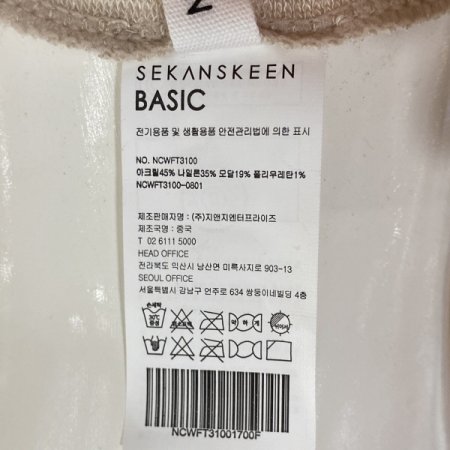 SEKANSKEEN
BASIC
전기용품 및 생활용품 안전관리법에 의한 표시
NO. NCWFT3100
아크릴45% 나일론35% 모달19% 폴리우레탄1%
NCWFT3100-0801
제조판매자명 : (주)지앤지엔터프라이즈
제조국명 : 중국
T 02 6111 5000
HEAD OFFICE
전라북도 익산시 낭산면 미륵사지로 903-13
SEOUL OFFICE
서울특별시 강남구 언주로 634 쌍둥이네빌딩 4층
손세탁
30℃
중성
약 하 게
NCWFT31001700F